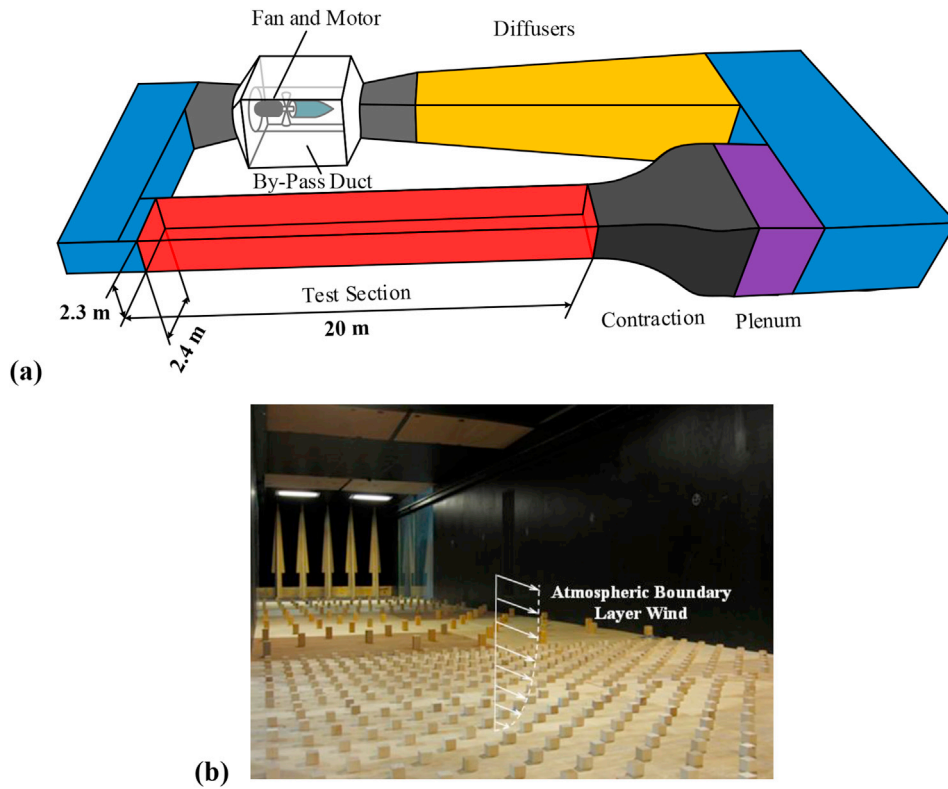 Fan and Motor
Diffusers
By-Pass Duct
2.3 m
2.4 m
Test Section
20 m
Contraction
Plenum
(a)
Atmospheric Boundary
Layer Wind
(b)